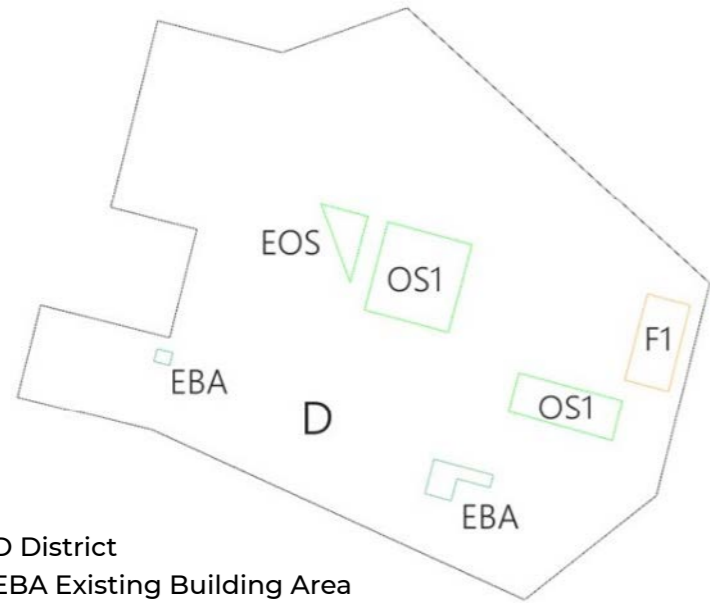 EOS
OS1
F1
EBA
D
OS1
EBA
D District
EBA Existing Building Area